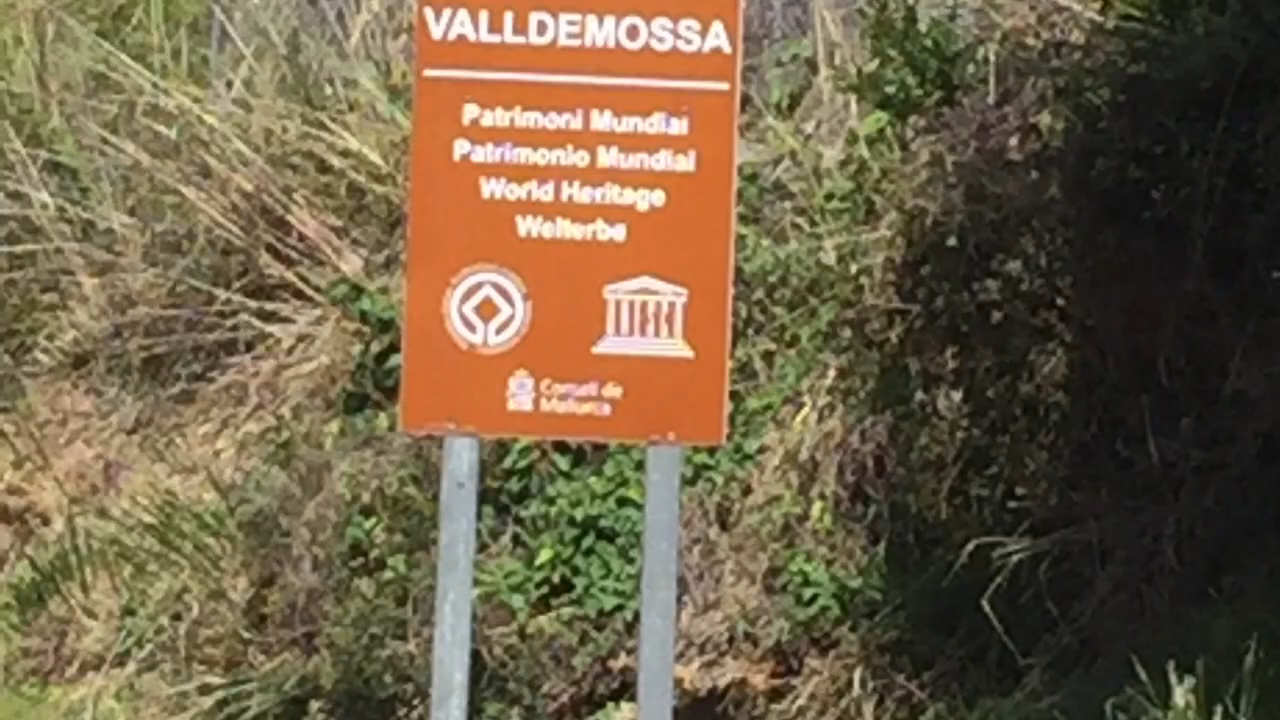 VALLDEMOSSA
Patrimoni Mundial
Patrimonio Mundial
World Heritage
Welterbe
Consell de
Mallorca